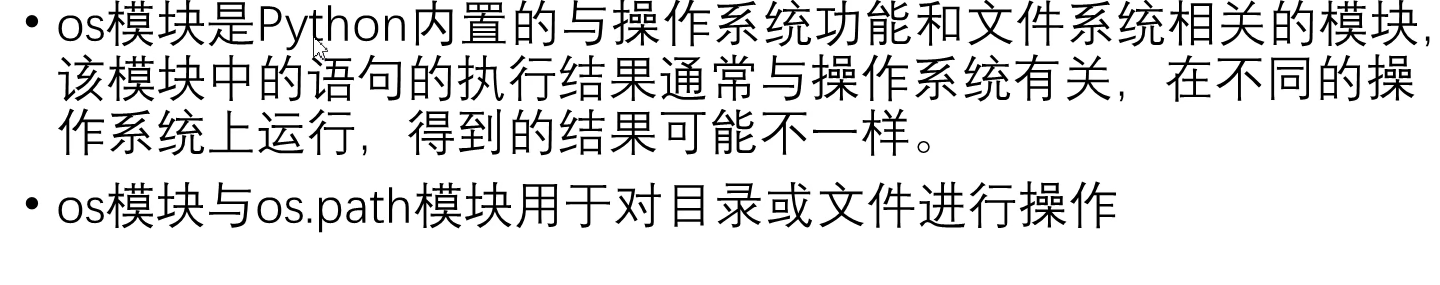 • os模块是Python内置的与操作系统功能和文件系统相关的模块,
该模块中的语句的执行结果通常与操作系统有关，在不同的操
作系统上运行，得到的结果可能不一样。
• os模块与os.path模块用于对目录或文件进行操作